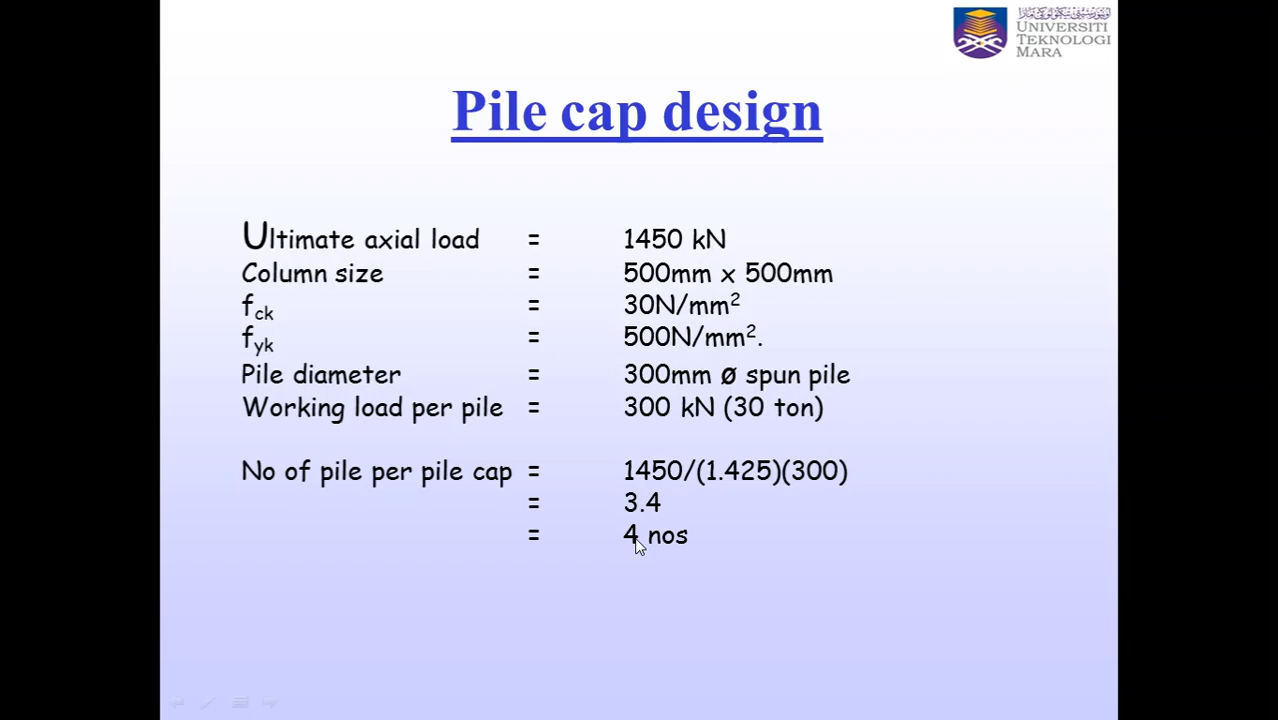 UNIVERSITI
TEKNOLOGI
MARA
Pile cap design
Ultimate axial load = 1450 kN
Column size = 500mm x 500mm
fck = 30N/mm²
fyk = 500N/mm².
Pile diameter = 300mm ø spun pile
Working load per pile = 300 kN (30 ton)
No of pile per pile cap = 1450/(1.425)(300)
= 3.4
= 4 nos